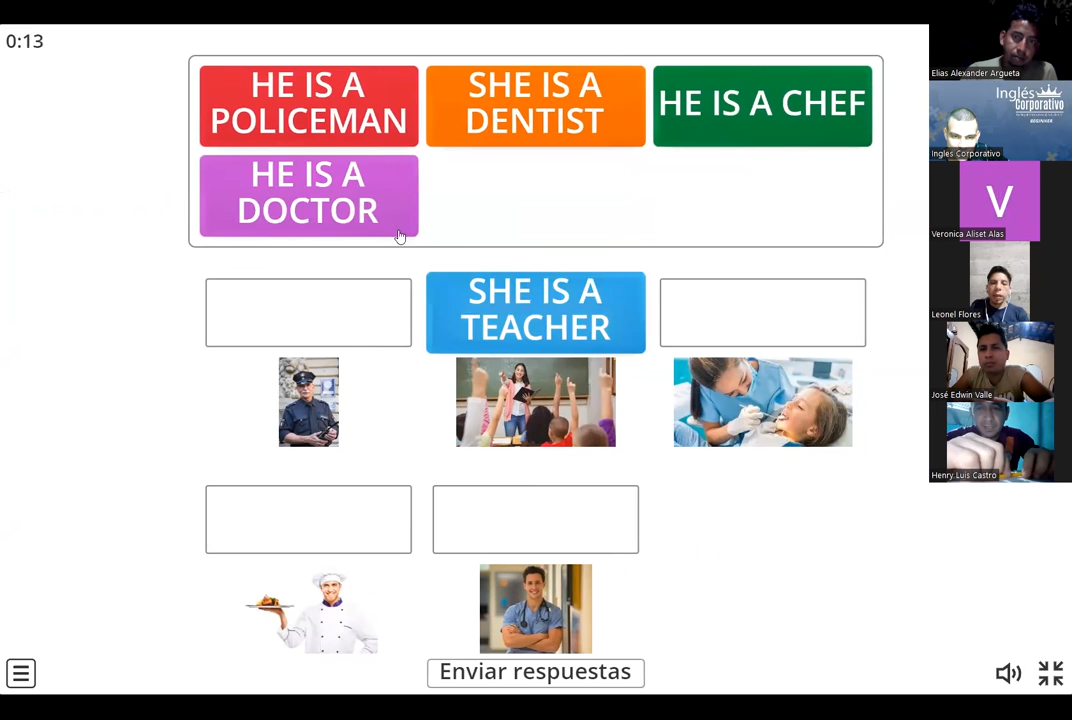 0:13
HE IS A
POLICEMAN
SHE IS A
DENTIST
HE IS A CHEF
HE IS A
DOCTOR
SHE IS A
TEACHER
Enviar respuestas
Elias Alexander Argueta
Inglés
Corporativo
BEGINNER
Ingles Corporativo
V
Veronica Aliset Alas
Leonel Flores
José Edwin Valle
Henry Luis Castro